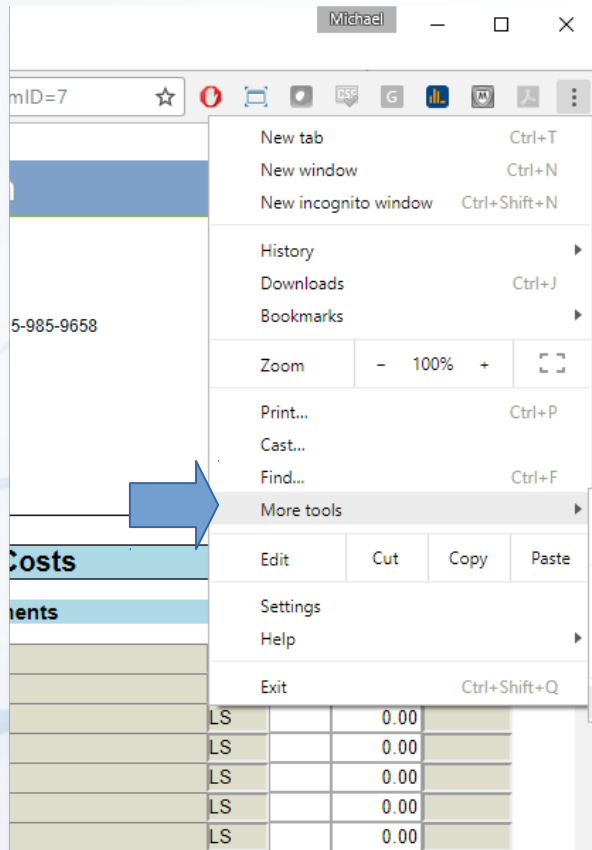 Michael
mID=7
CSS G
New tab Ctrl+T
New window Ctrl+N
New incognito window Ctrl+Shift+N
History
Downloads Ctrl+J
5-985-9658
Bookmarks
Zoom - 100% +
Print... Ctrl+P
Cast...
Find... Ctrl+F
More tools
Costs
Edit Cut Copy Paste
ments
Settings
Help
Exit Ctrl+Shift+Q
LS 0.00
LS 0.00
LS 0.00
LS 0.00
LS 0.00